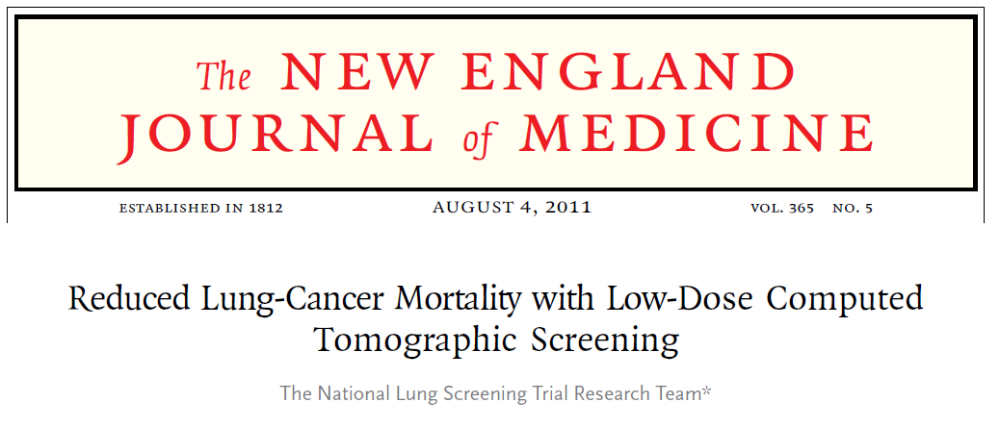 The NEW ENGLAND
JOURNAL of MEDICINE
ESTABLISHED IN 1812 AUGUST 4, 2011 VOL. 365 NO. 5
Reduced Lung-Cancer Mortality with Low-Dose Computed
Tomographic Screening
The National Lung Screening Trial Research Team*